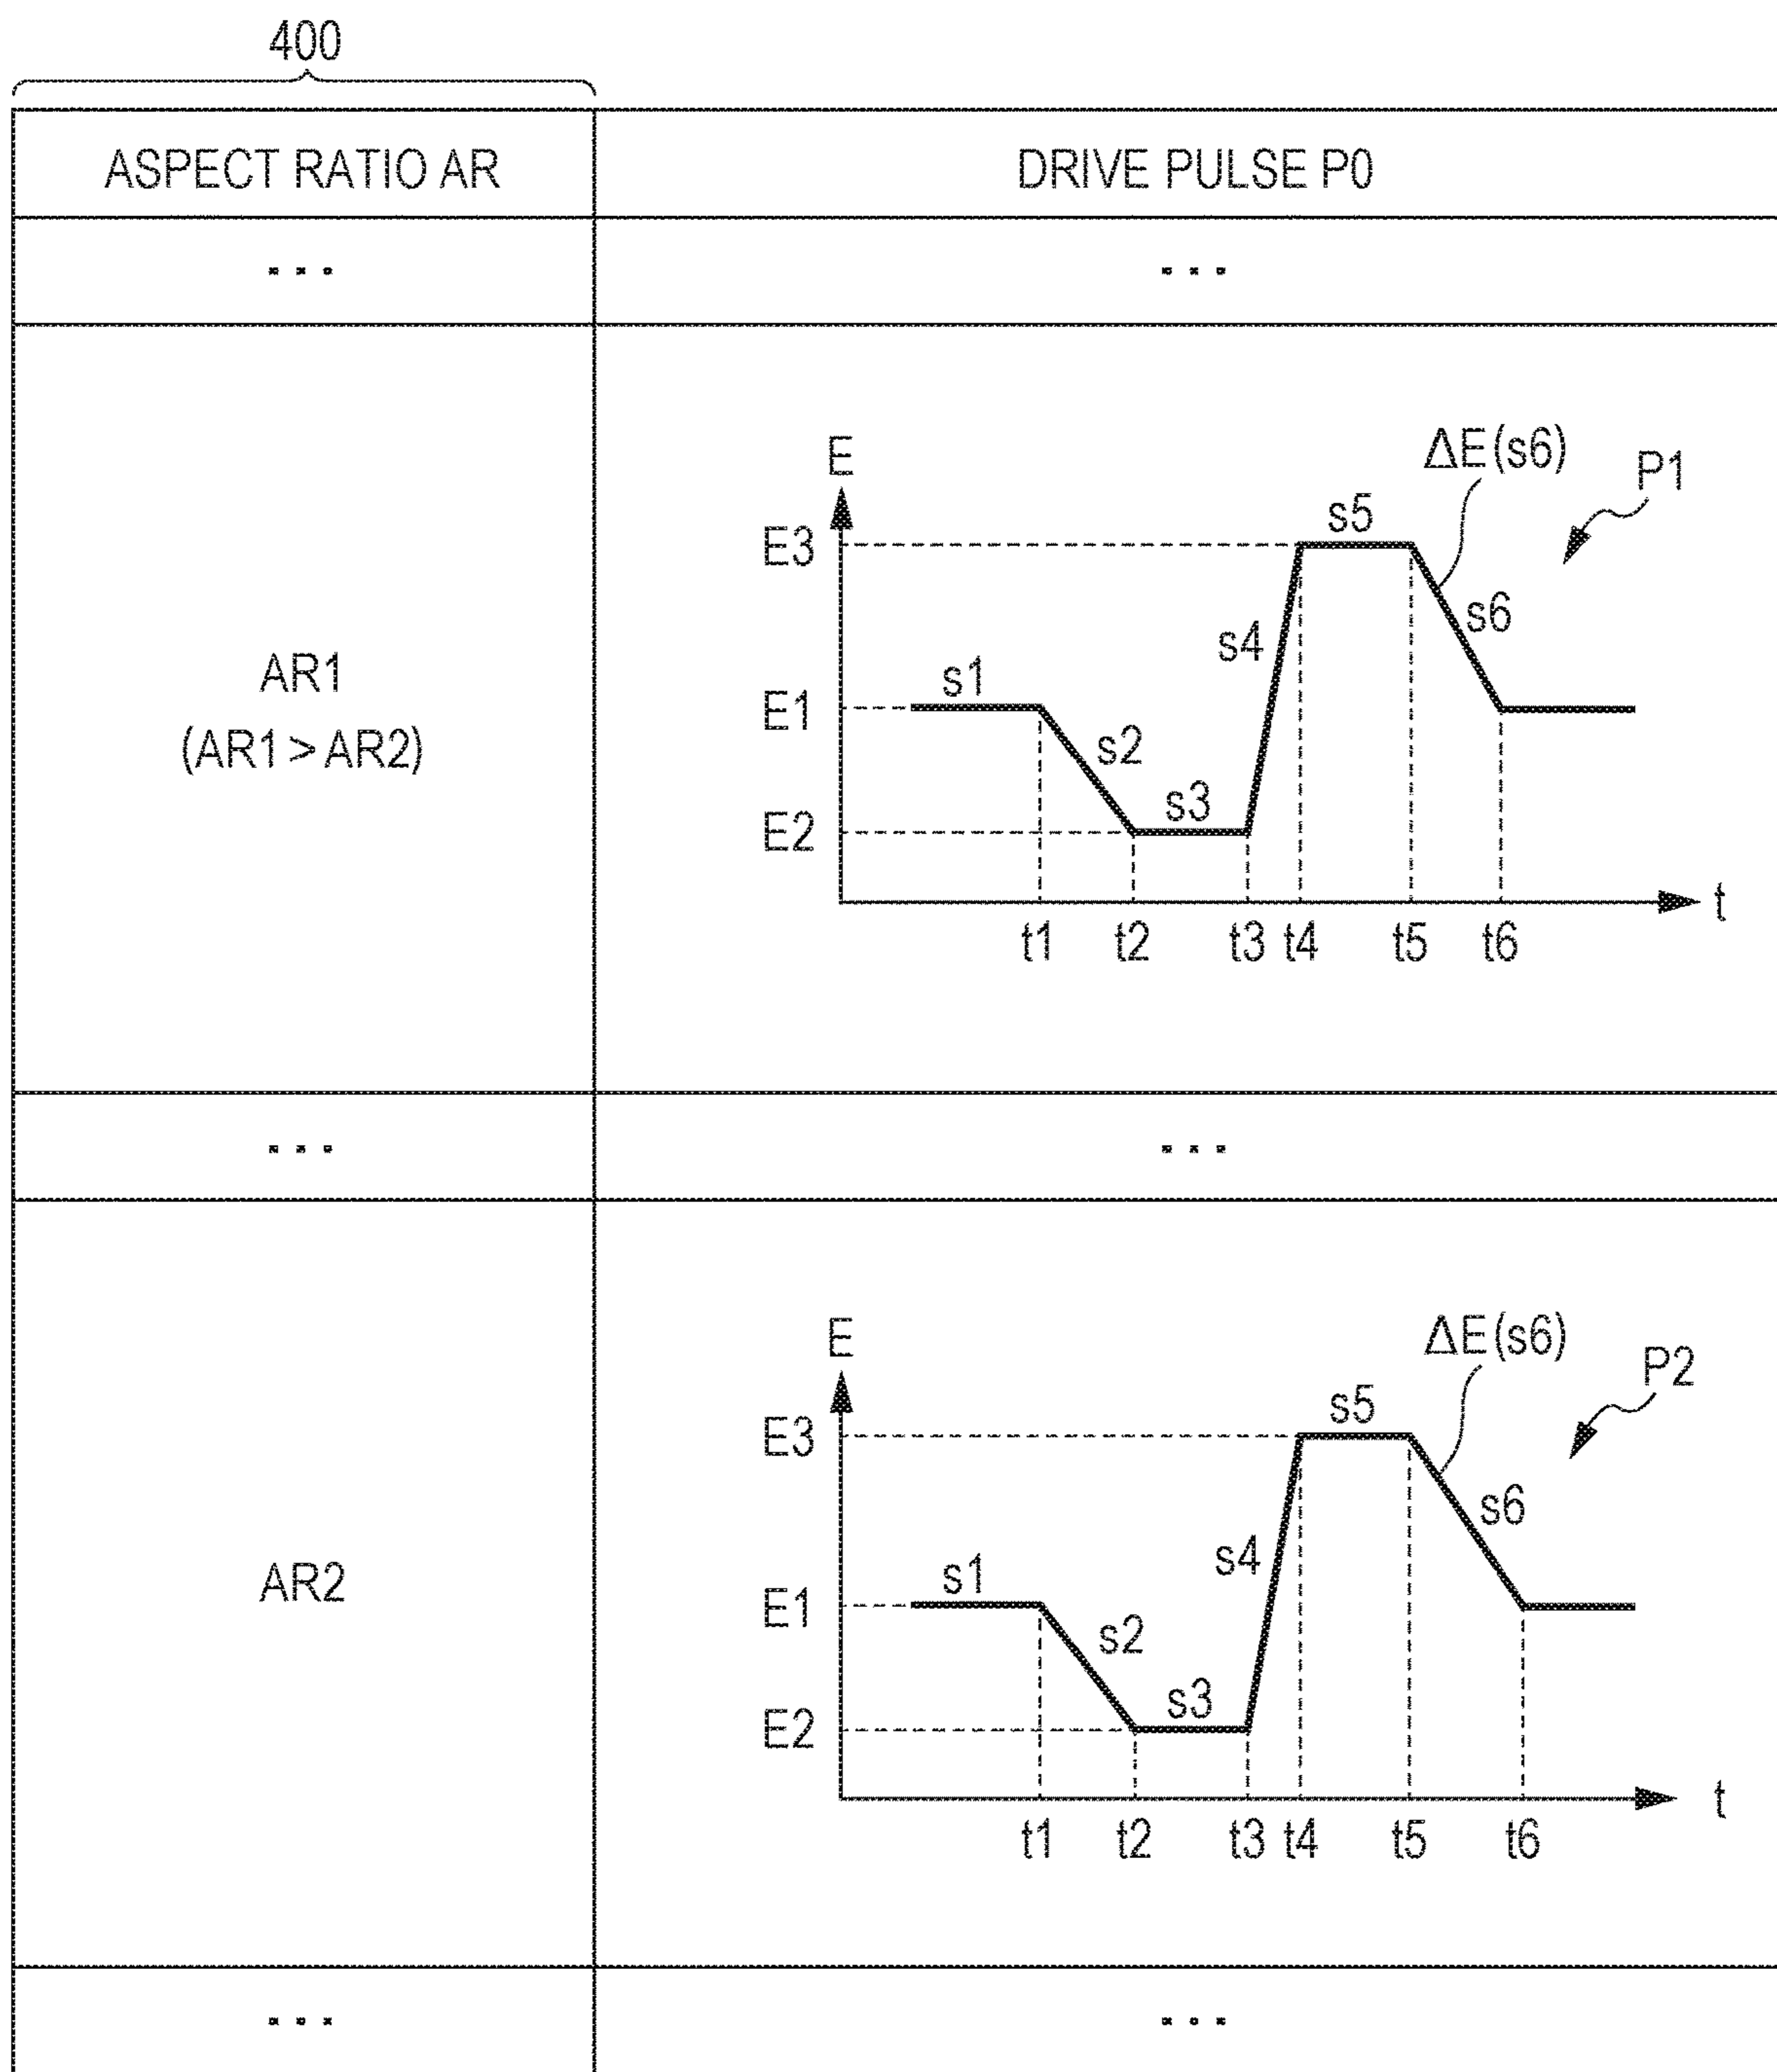 400
ASPECT RATIO AR
DRIVE PULSE P0
...
...
AR1
(AR1 > AR2)
E
ΔE(s6)
P1
E3
s5
s4
s6
E1
s1
s2
s3
E2
t
t1 t2 t3 t4 t5 t6
...
...
AR2
E
ΔE(s6)
P2
E3
s5
s4
s6
E1
s1
s2
s3
E2
t
t1 t2 t3 t4 t5 t6
...
...